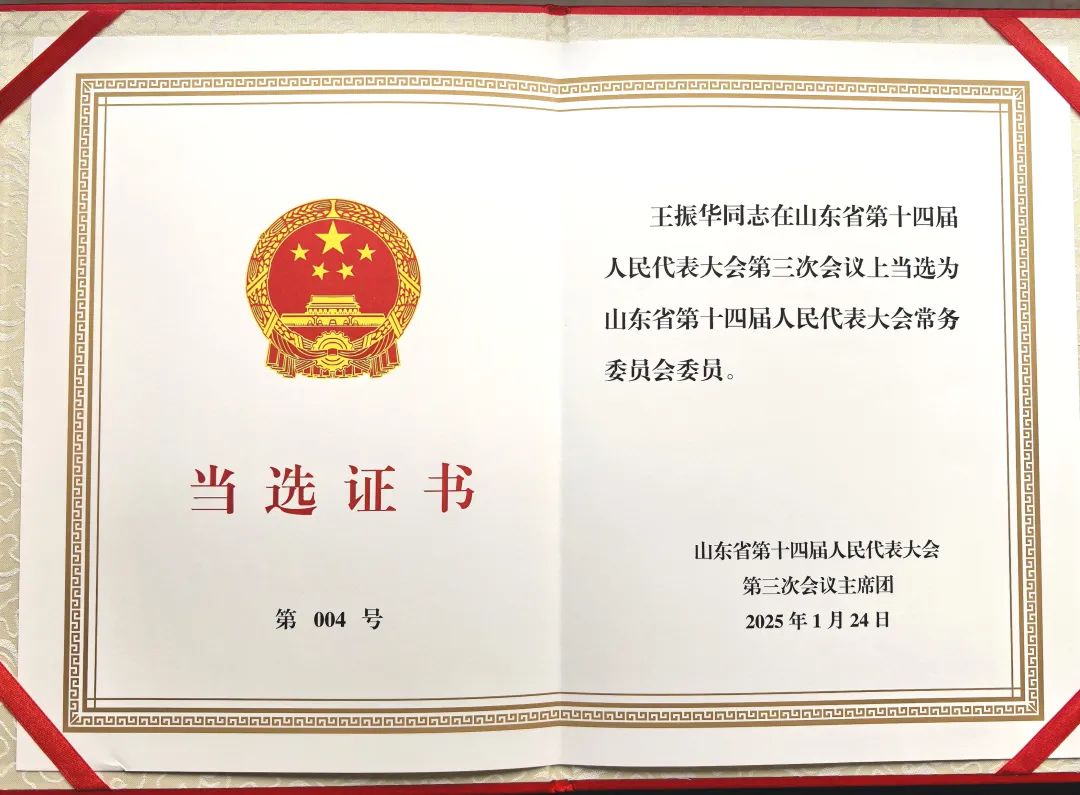 当选证书
第 004 号
王振华同志在山东省第十四届
人民代表大会第三次会议上当选为
山东省第十四届人民代表大会常务
委员会委员。
山东省第十四届人民代表大会
第三次会议主席团
2025年1月24日